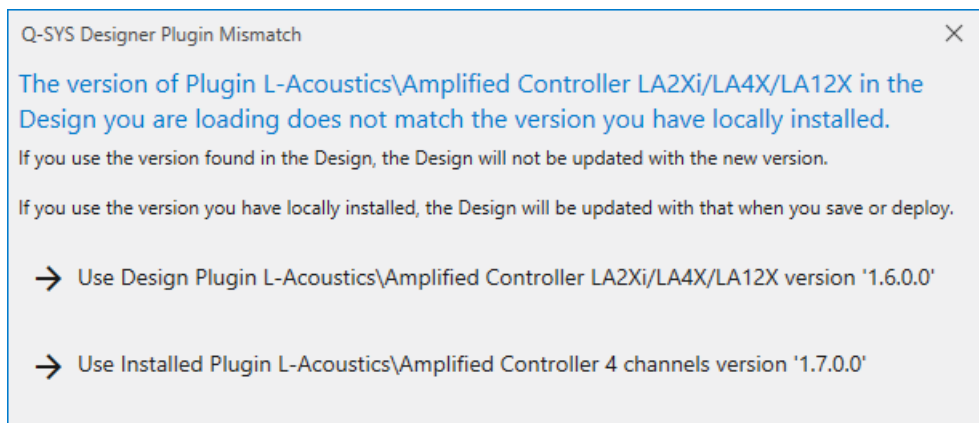 Q-SYS Designer Plugin Mismatch
The version of Plugin L-Acoustics\Amplified Controller LA2Xi/LA4X/LA12X in the
Design you are loading does not match the version you have locally installed.
If you use the version found in the Design, the Design will not be updated with the new version.
If you use the version you have locally installed, the Design will be updated with that when you save or deploy.
→ Use Design Plugin L-Acoustics\Amplified Controller LA2Xi/LA4X/LA12X version '1.6.0.0'
→ Use Installed Plugin L-Acoustics\Amplified Controller 4 channels version '1.7.0.0'